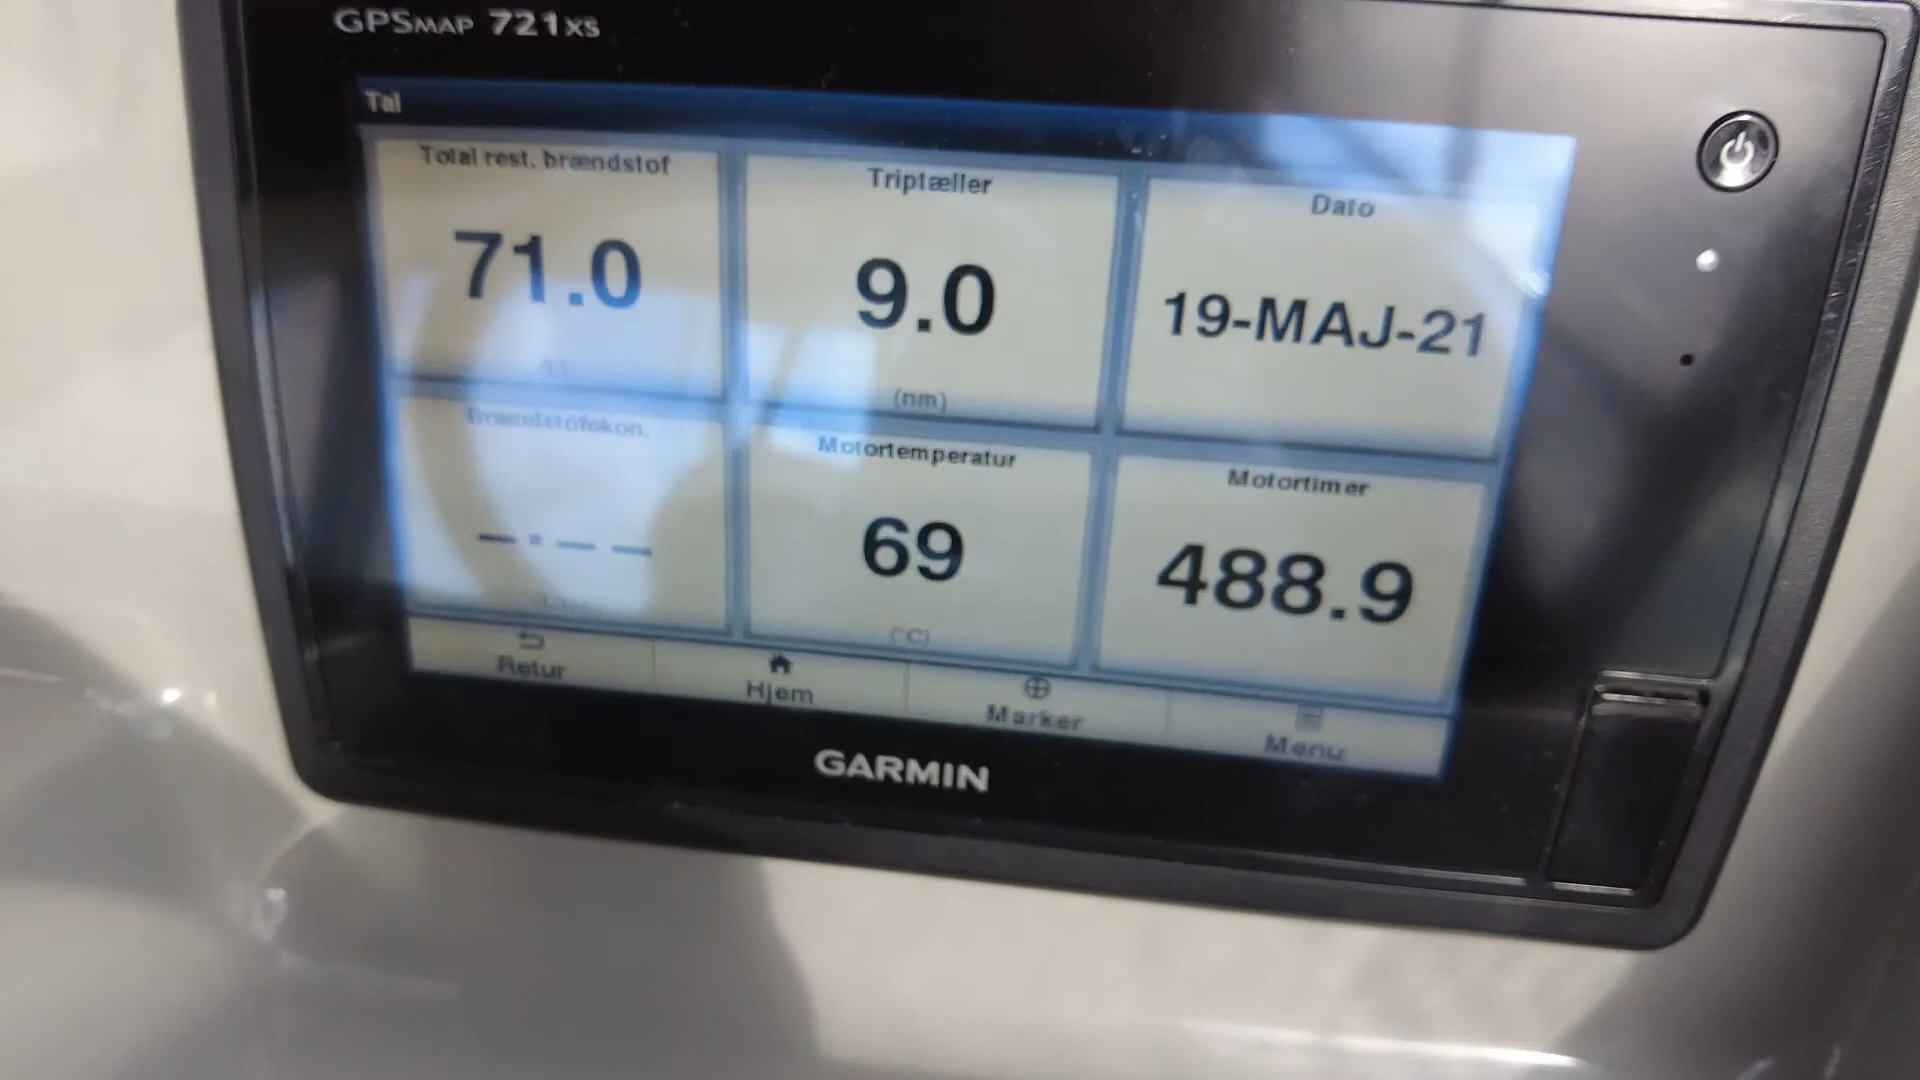 GPSMAP 721xs
Tal
Total rest. brændstof
71.0
Triptæller
9.0
(nm)
Dato
19-MAJ-21
-.--
Motortemperatur
69
(°C)
Motortimer
488.9
Retur
Hjem
Marker
Menu
GARMIN